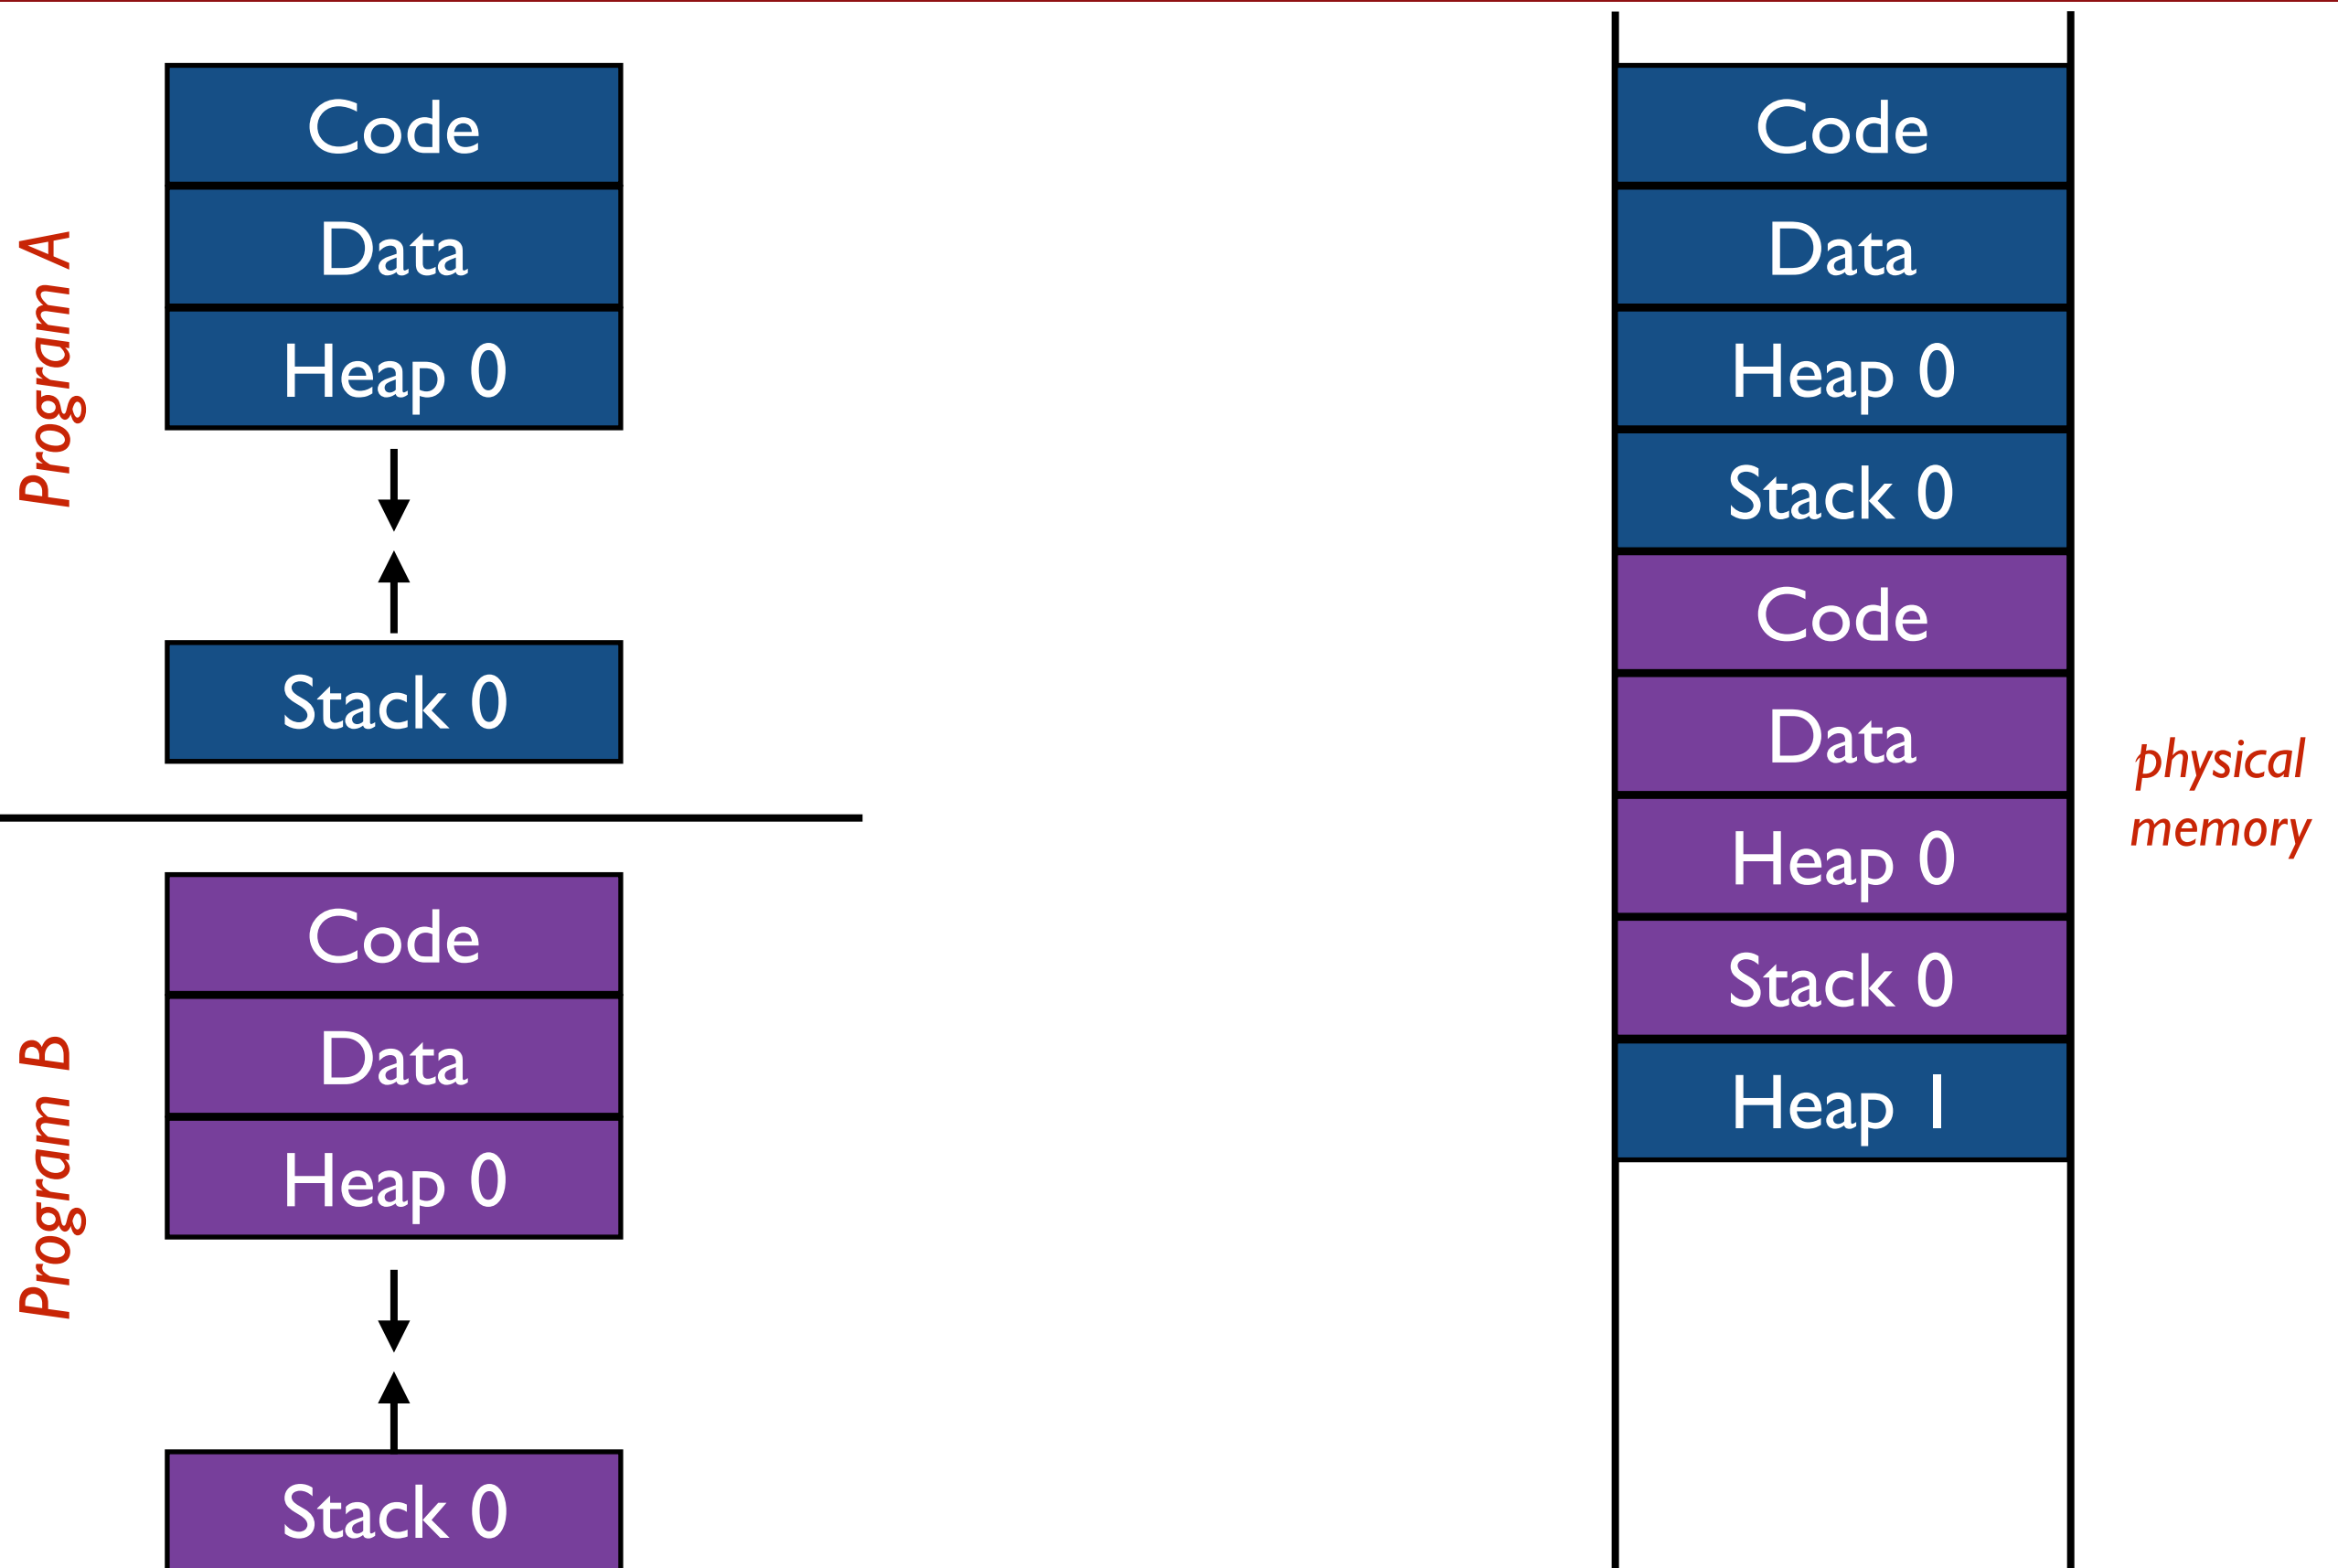 Program A
Code
Data
Heap 0
Stack 0
Program B
Code
Data
Heap 0
Stack 0
Code
Data
Heap 0
Stack 0
Code
Data
Heap 0
Stack 0
Heap 1
physical
memory